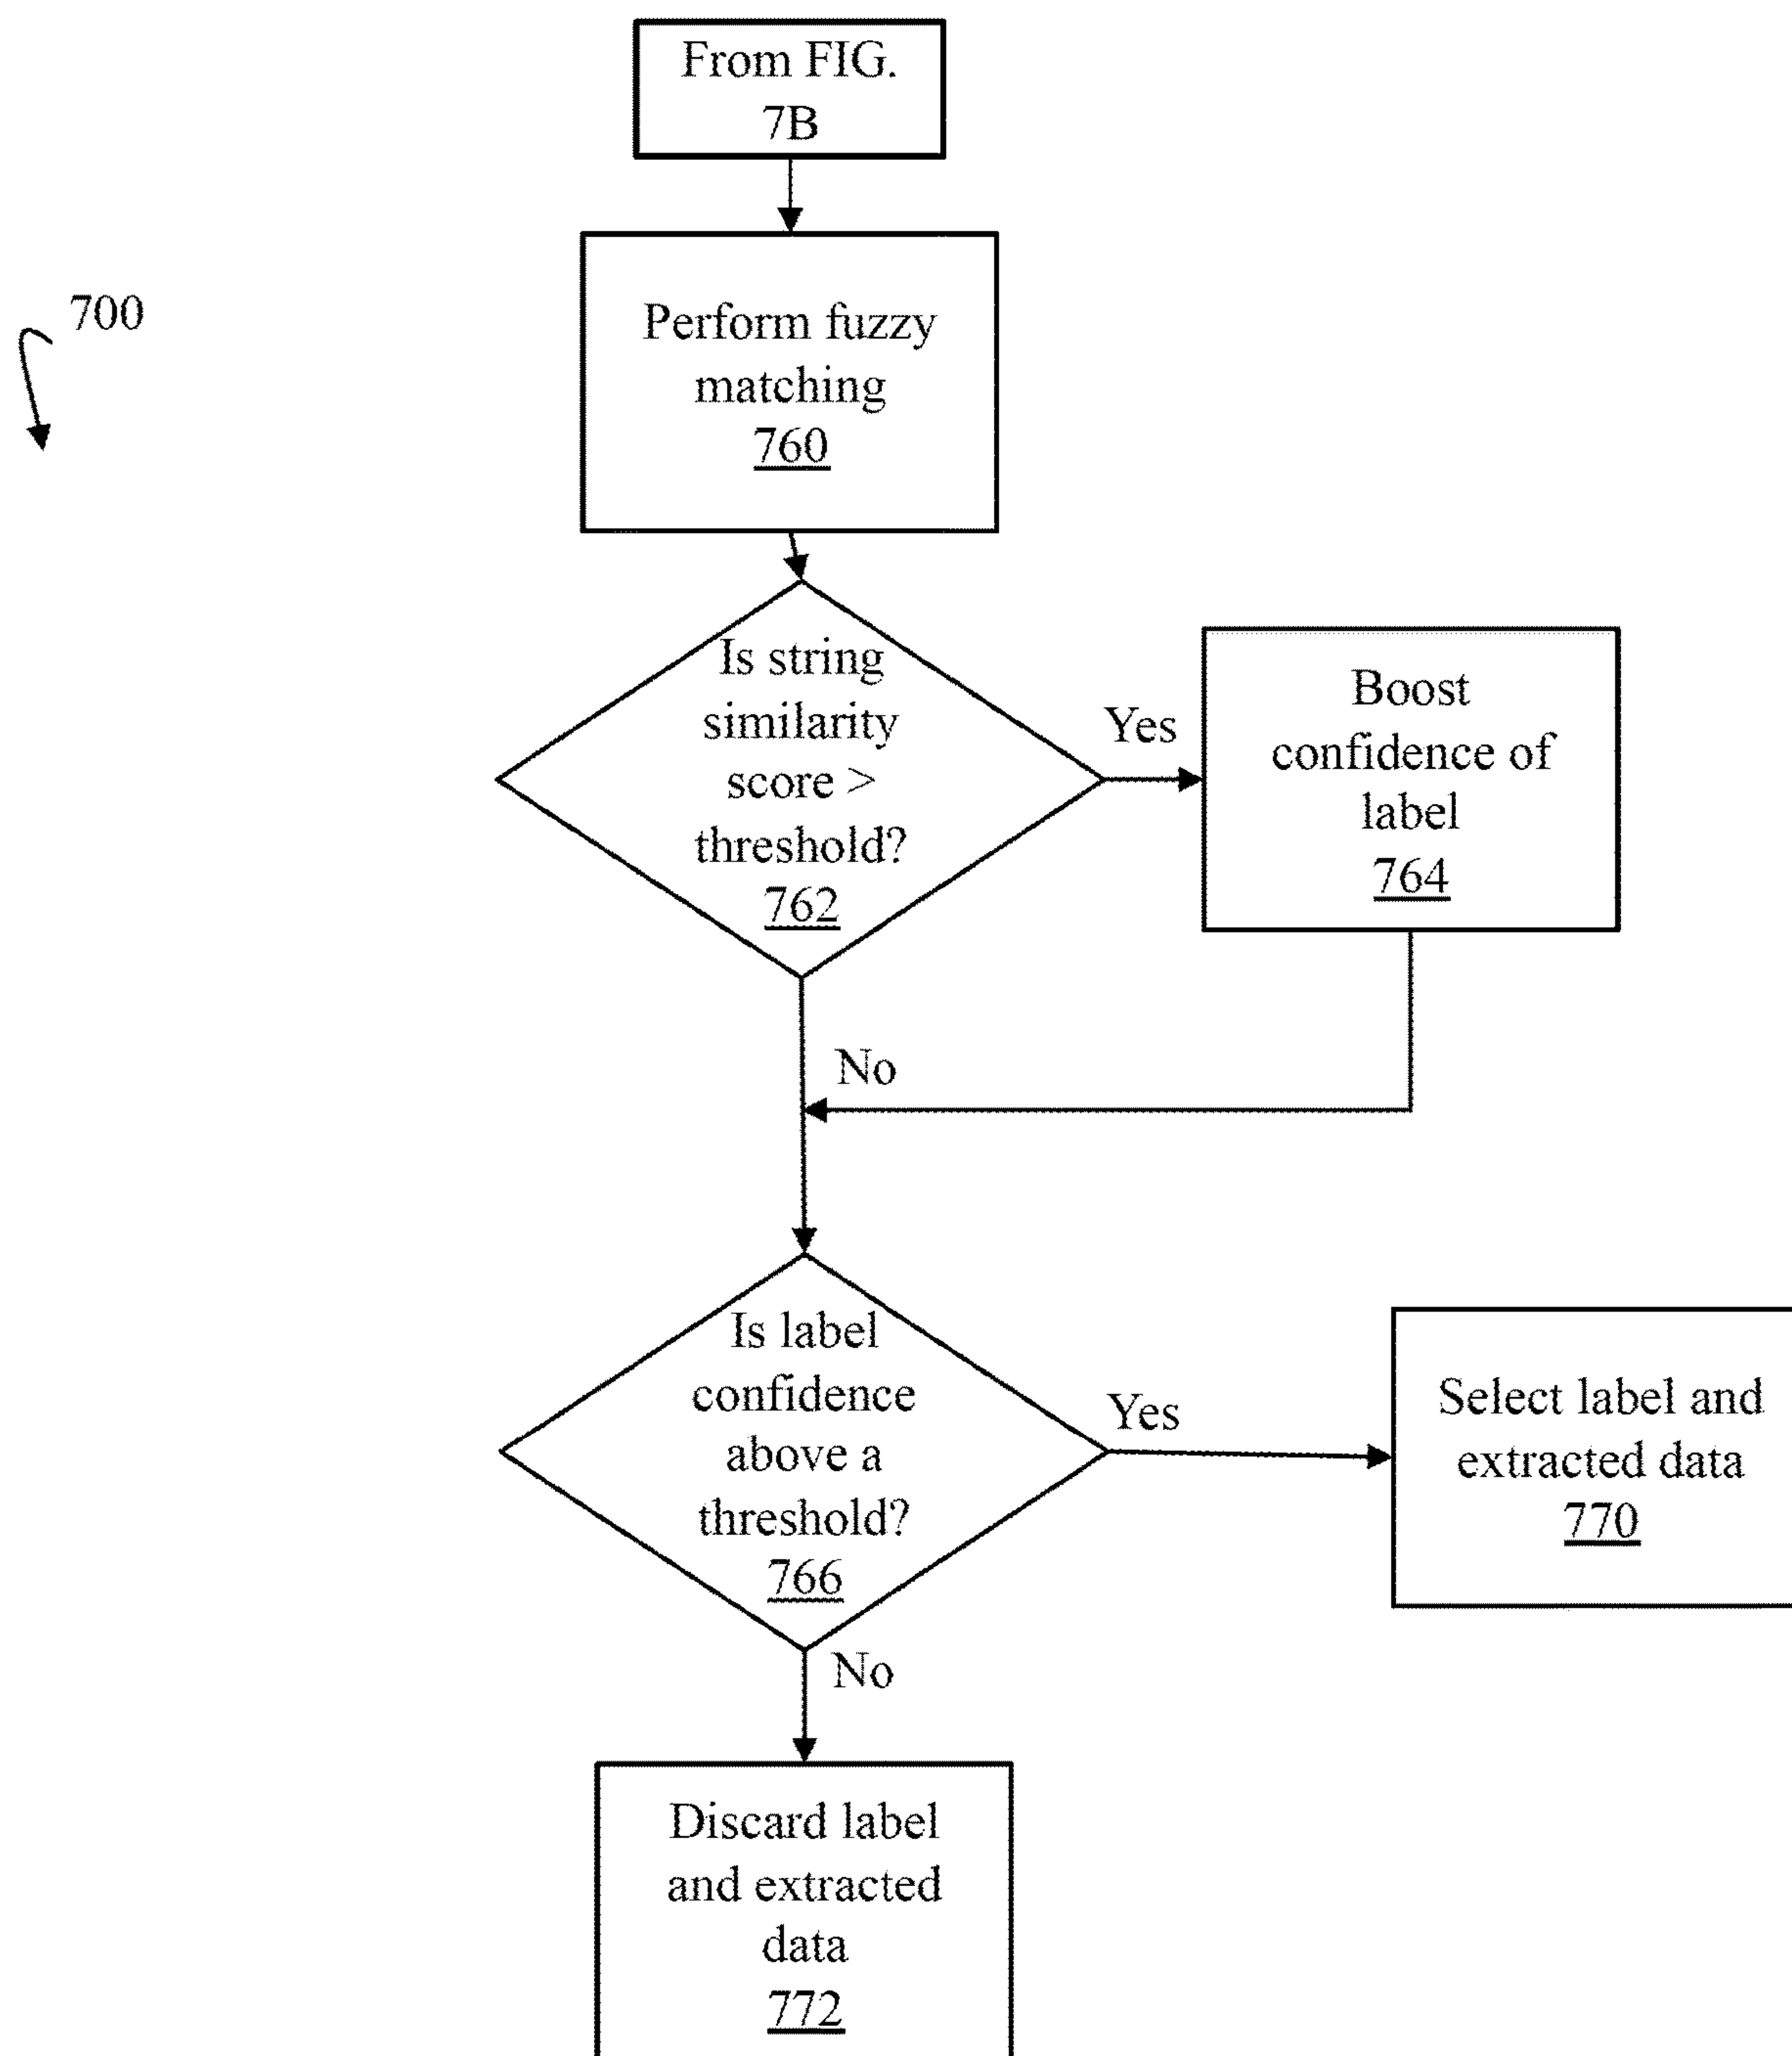 From FIG.
7B
700
Perform fuzzy
matching
760
Is string
similarity
score >
threshold?
762
Yes
Boost
confidence of
label
764
No
Is label
confidence
above a
threshold?
766
Yes
Select label and
extracted data
770
No
Discard label
and extracted
data
772